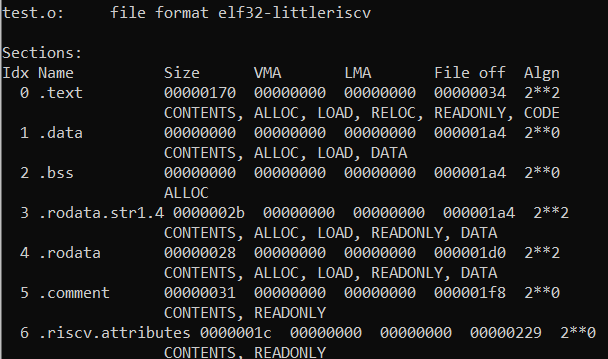 test.o:     file format elf32-littleriscv
Sections:
Idx Name          Size      VMA       LMA       File off  Algn
  0 .text         00000170  00000000  00000000  00000034  2**2
                  CONTENTS, ALLOC, LOAD, RELOC, READONLY, CODE
  1 .data         00000000  00000000  00000000  000001a4  2**0
                  CONTENTS, ALLOC, LOAD, DATA
  2 .bss          00000000  00000000  00000000  000001a4  2**0
                  ALLOC
  3 .rodata.str1.4 0000002b  00000000  00000000  000001a4  2**2
                  CONTENTS, ALLOC, LOAD, READONLY, DATA
  4 .rodata       00000028  00000000  00000000  000001d0  2**2
                  CONTENTS, ALLOC, LOAD, READONLY, DATA
  5 .comment      00000031  00000000  00000000  000001f8  2**0
                  CONTENTS, READONLY
  6 .riscv.attributes 0000001c  00000000  00000000  00000229  2**0
                  CONTENTS, READONLY